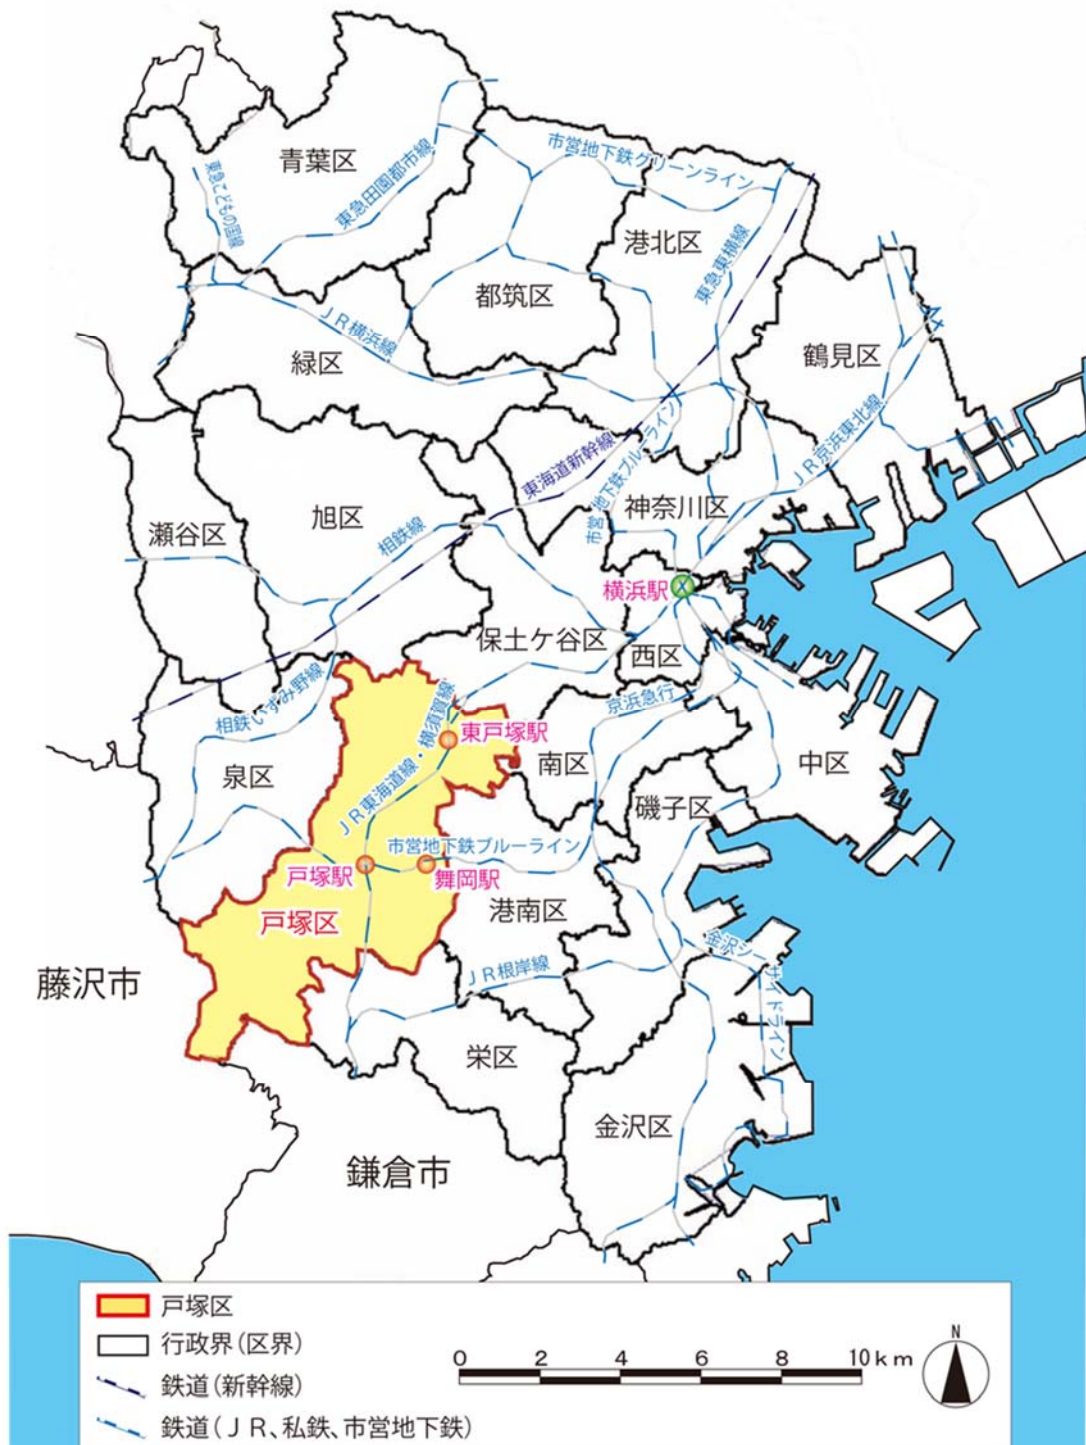 青葉区
東急こどもの国線
東急田園都市線
市営地下鉄グリーンライン
港北区
東急東横線
都筑区
JR横浜線
緑区
鶴見区
JR京浜東北線
市営地下鉄ブルーライン
東海道新幹線
神奈川区
瀬谷区
旭区
相鉄線
横浜駅
保土ケ谷区
西区
相鉄いずみ野線
JR東海道線・横須賀線
京浜急行
東戸塚駅
泉区
南区
中区
磯子区
市営地下鉄ブルーライン
戸塚駅
舞岡駅
戸塚区
港南区
金沢シーサイドライン
藤沢市
JR根岸線
栄区
金沢区
鎌倉市
戸塚区
行政界(区界)
鉄道(新幹線)
鉄道(JR、私鉄、市営地下鉄)
0 2 4 6 8 10km
N